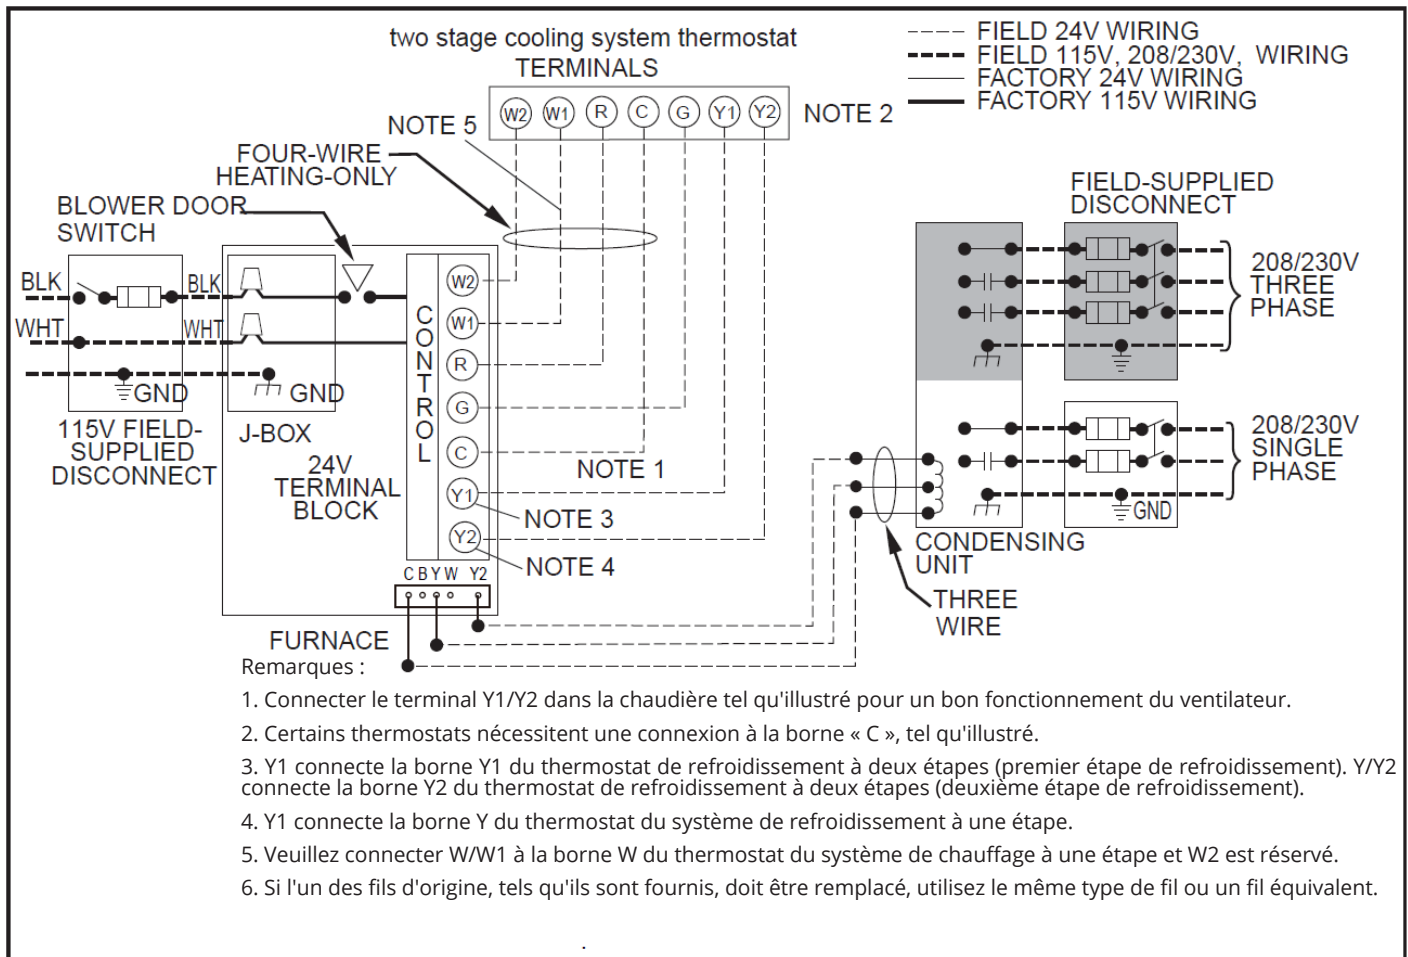 two stage cooling system thermostat
TERMINALS
FIELD 24V WIRING
FIELD 115V, 208/230V, WIRING
FACTORY 24V WIRING
FACTORY 115V WIRING
W2 W1 R C G Y1 Y2
NOTE 2
NOTE 5
FOUR-WIRE
HEATING-ONLY
BLOWER DOOR
SWITCH
FIELD-SUPPLIED
DISCONNECT
BLK
BLK
WHT
WHT
GND
GND
115V FIELD-
SUPPLIED
DISCONNECT
J-BOX
24V
TERMINAL
BLOCK
CONTROL
W2
W1
R
G
C
Y1
Y2
NOTE 1
NOTE 3
NOTE 4
C B Y W Y2
FURNACE
208/230V
THREE
PHASE
208/230V
SINGLE
PHASE
GND
CONDENSING
UNIT
THREE
WIRE
Remarques :
1. Connecter le terminal Y1/Y2 dans la chaudière tel qu'illustré pour un bon fonctionnement du ventilateur.
2. Certains thermostats nécessitent une connexion à la borne « C », tel qu'illustré.
3. Y1 connecte la borne Y1 du thermostat de refroidissement à deux étapes (premier étape de refroidissement). Y/Y2
connecte la borne Y2 du thermostat de refroidissement à deux étapes (deuxième étape de refroidissement).
4. Y1 connecte la borne Y du thermostat du système de refroidissement à une étape.
5. Veuillez connecter W/W1 à la borne W du thermostat du système de chauffage à une étape et W2 est réservé.
6. Si l'un des fils d'origine, tels qu'ils sont fournis, doit être remplacé, utilisez le même type de fil ou un fil équivalent.
.